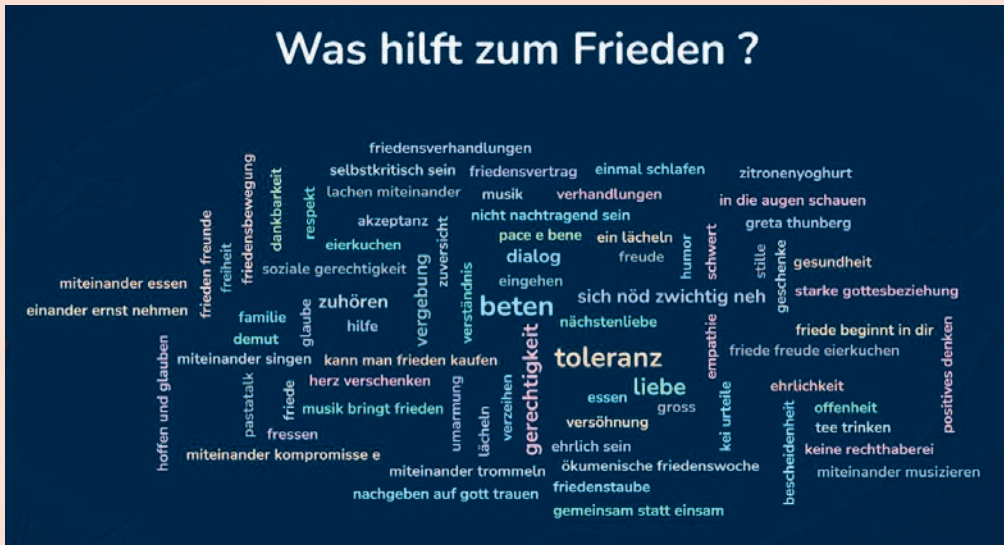 Was hilft zum Frieden ?
friedensverhandlungen
selbstkritisch sein
friedensvertrag
einmal schlafen
zitronenyoghurt
lachen miteinander
musik
verhandlungen
in die augen schauen
friedensbewegung
dankbarkeit
respekt
akzeptanz
nicht nachtragend sein
greta thunberg
frieden freunde
freiheit
eierkuchen
zuversicht
pace e bene
ein lächeln
humor
schwert
stille
geschenke
soziale gerechtigkeit
vergebung
verständnis
dialog
freude
gesundheit
miteinander essen
eingehen
starke gottesbeziehung
einander ernst nehmen
familie
glaube
zuhören
hilfe
beten
sich nöd zwichtig neh
nächstenliebe
empathie
friede beginnt in dir
demut
friede freude eierkuchen
positives denken
hoffen und glauben
miteinander singen
kann man frieden kaufen
gerechtigkeit
toleranz
pastatalk
friede
herz verschenken
umarmung
lächeln
verzeihen
liebe
ehrlichkeit
essen
gross
kei urteile
bescheidenheit
offenheit
musik bringt frieden
versöhnung
tee trinken
fressen
ehrlich sein
keine rechthaberei
miteinander kompromisse e
miteinander trommeln
ökumenische friedenswoche
miteinander musizieren
nachgeben auf gott trauen
friedenstaube
gemeinsam statt einsam